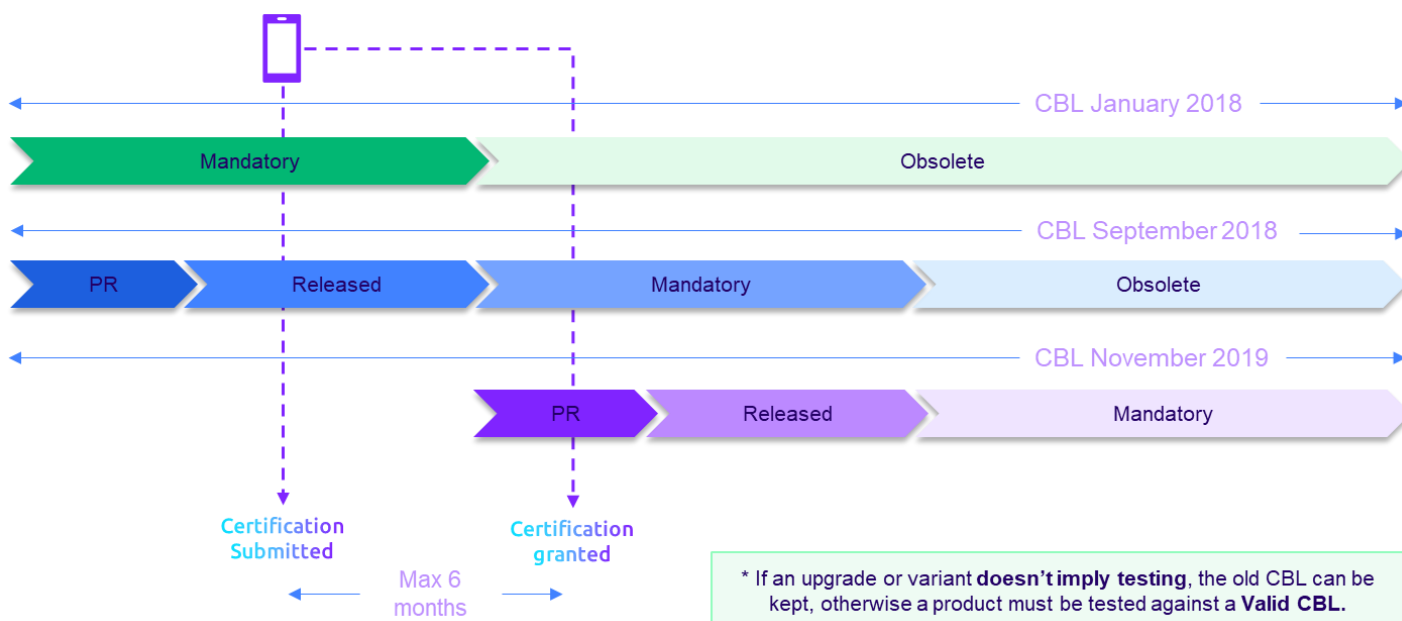 CBL January 2018
Mandatory
Obsolete
CBL September 2018
PR
Released
Mandatory
Obsolete
CBL November 2019
PR
Released
Mandatory
Certification
Submitted
Certification
granted
Max 6
months
* If an upgrade or variant doesn't imply testing, the old CBL can be
kept, otherwise a product must be tested against a Valid CBL.